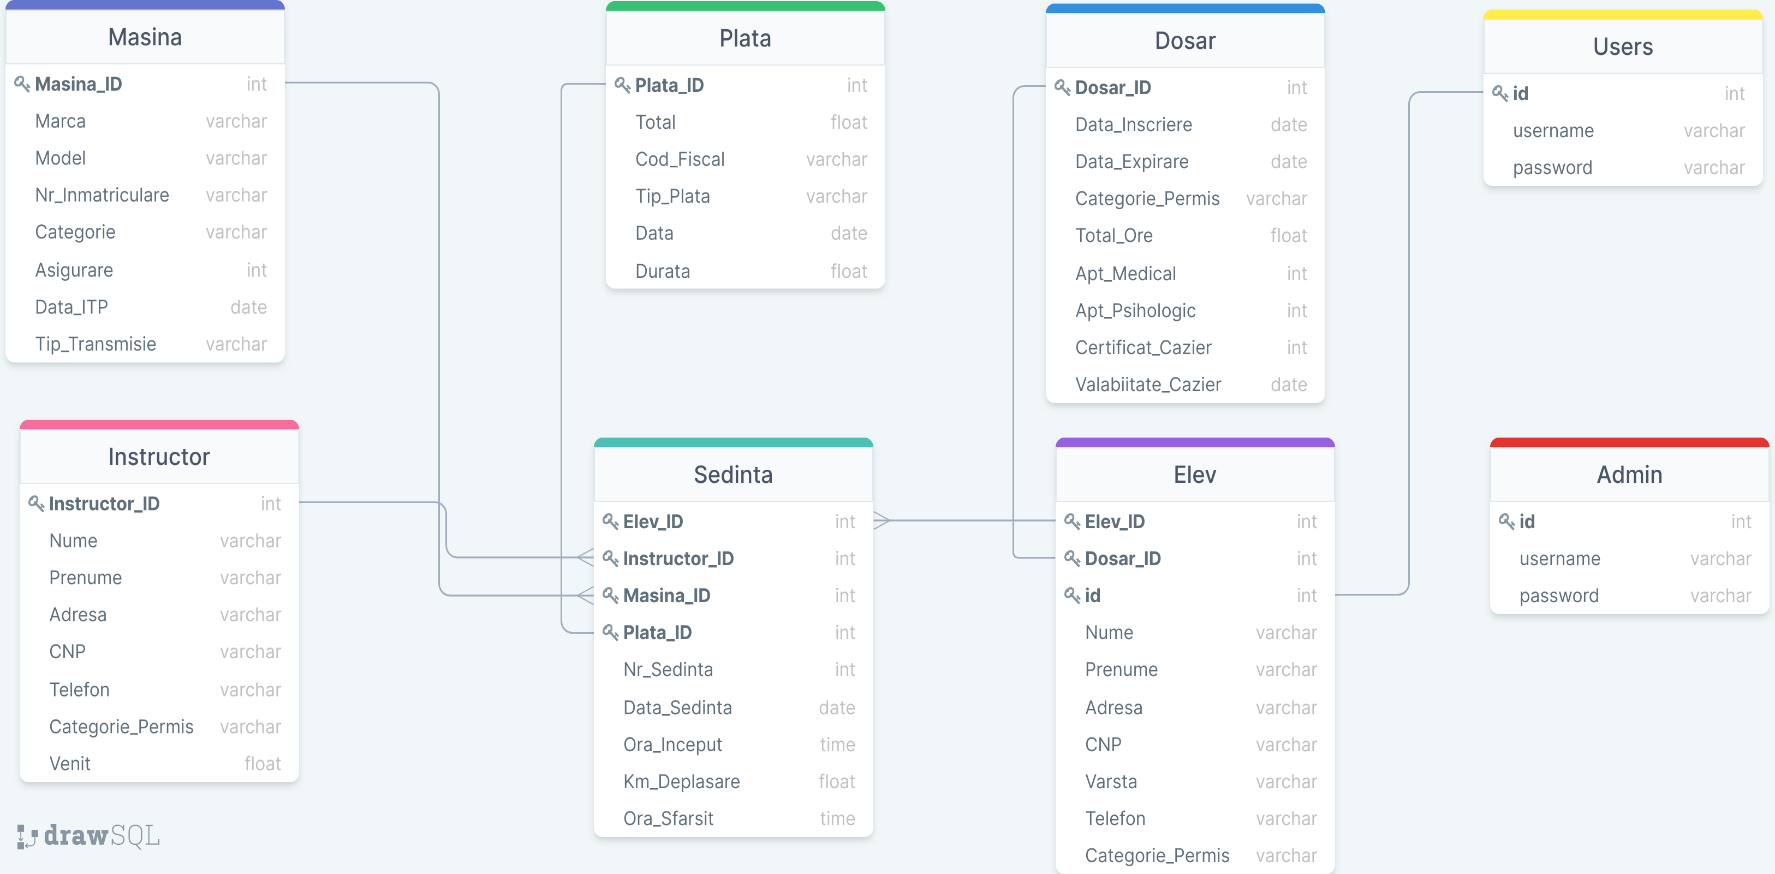 Masina
Masina_ID int
Marca varchar
Model varchar
Nr_Inmatriculare varchar
Categorie varchar
Asigurare int
Data_ITP date
Tip_Transmisie varchar
Plata
Plata_ID int
Total float
Cod_Fiscal varchar
Tip_Plata varchar
Data date
Durata float
Dosar
Dosar_ID int
Data_Inscriere date
Data_Expirare date
Categorie_Permis varchar
Total_Ore float
Apt_Medical int
Apt_Psihologic int
Certificat_Cazier int
Valabiitate_Cazier date
Users
id int
username varchar
password varchar
Instructor
Instructor_ID int
Nume varchar
Prenume varchar
Adresa varchar
CNP varchar
Telefon varchar
Categorie_Permis varchar
Venit float
Sedinta
Elev_ID int
Instructor_ID int
Masina_ID int
Plata_ID int
Nr_Sedinta int
Data_Sedinta date
Ora_Inceput time
Km_Deplasare float
Ora_Sfarsit time
Elev
Elev_ID int
Dosar_ID int
id int
Nume varchar
Prenume varchar
Adresa varchar
CNP varchar
Varsta varchar
Telefon varchar
Categorie_Permis varchar
Admin
id int
username varchar
password varchar
drawSQL